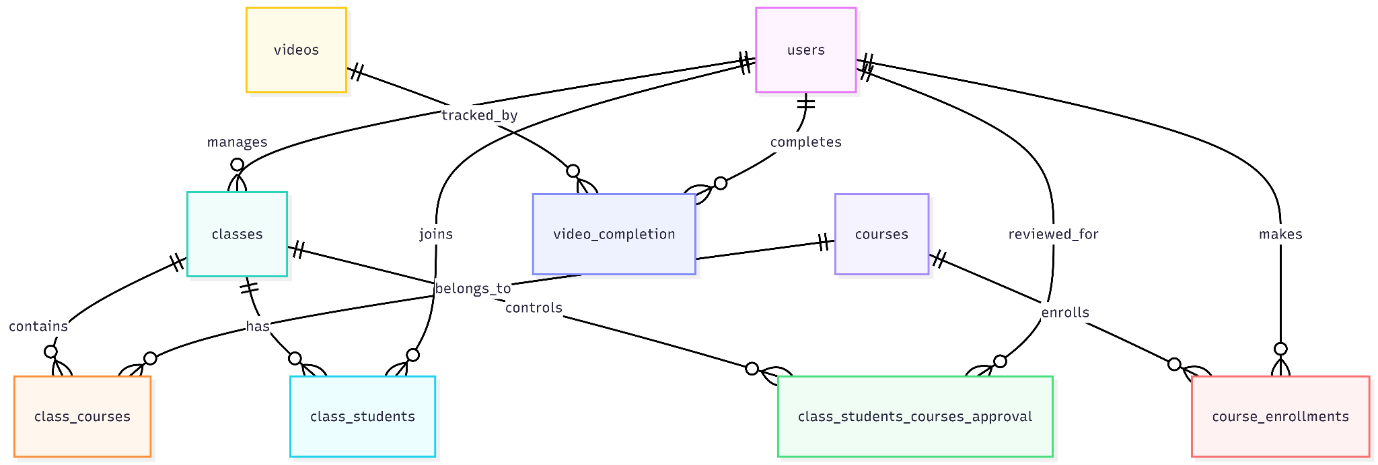 videos
users
tracked_by
manages
completes
classes
joins
video_completion
courses
reviewed_for
makes
belongs_to
controls
enrolls
contains
has
class_courses
class_students
class_students_courses_approval
course_enrollments